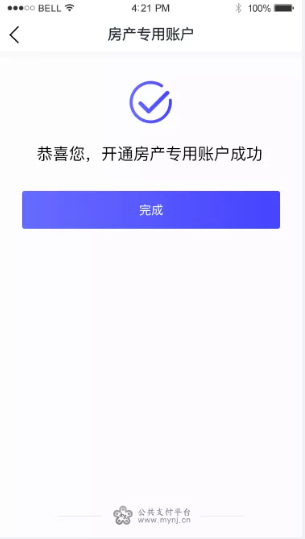 BELL 4:21 PM 100%
房产专用账户
恭喜您，开通房产专用账户成功
完成
公共支付平台
www.mynj.cn